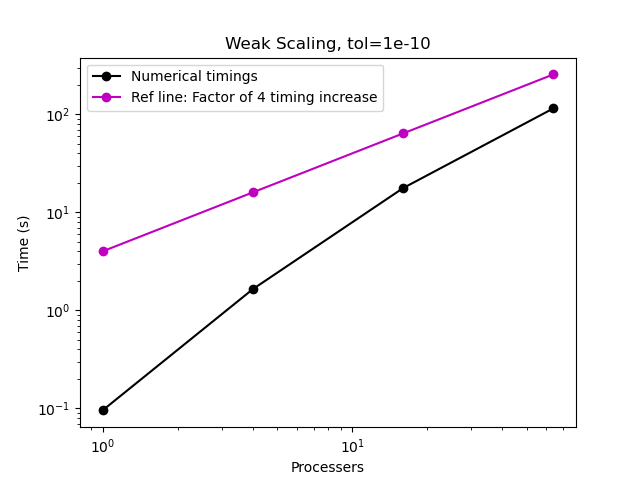 Weak Scaling, tol=1e-10
Numerical timings
Ref line: Factor of 4 timing increase
Time (s)
10²
10¹
10⁰
10⁻¹
10⁰ 10¹
Processers